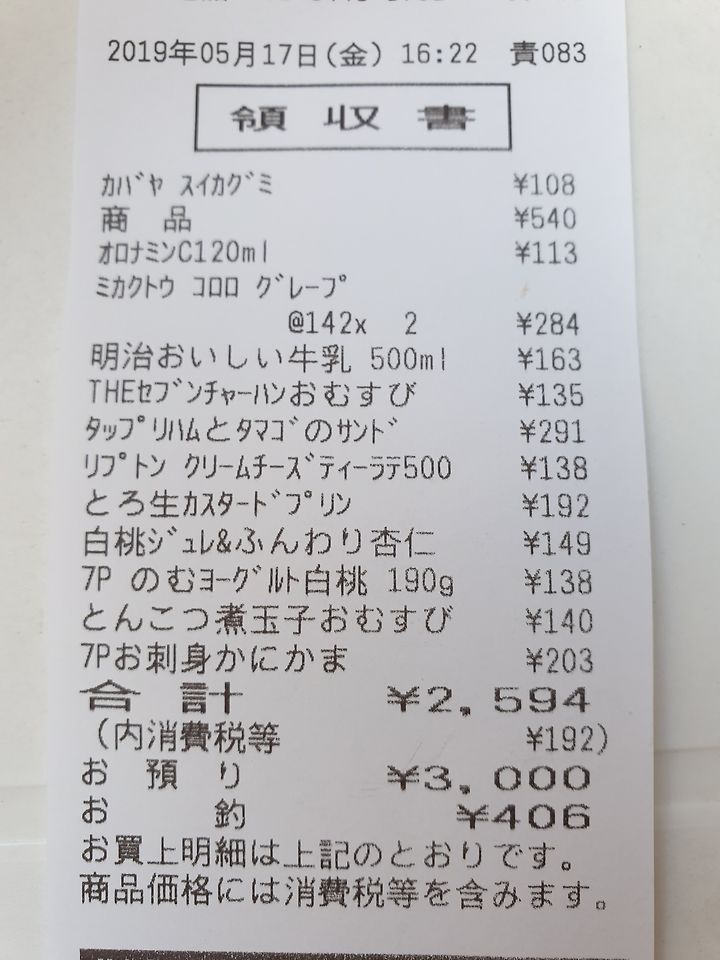 2019年05月17日(金) 16:22 責083
領収書
ｶﾊﾞﾔ ｽｲｶｸﾞﾐ ¥108
商 品 ¥540
ｵﾛﾅﾐﾝC120ml ¥113
ﾐｶｸﾄｳ ｺﾛﾛ ｸﾞﾚｰﾌﾟ
@142x 2 ¥284
明治おいしい牛乳 500ml ¥163
THEｾﾌﾞﾝﾁｬｰﾊﾝおむすび ¥135
ﾀｯﾌﾟﾘﾊﾑとﾀﾏｺﾞのｻﾝﾄﾞ ¥291
ﾘﾌﾟﾄﾝ ｸﾘｰﾑﾁｰｽﾞﾃｨｰﾗﾃ500 ¥138
とろ生ｶｽﾀｰﾄﾞﾌﾟﾘﾝ ¥192
白桃ｼﾞｭﾚ&ふんわり杏仁 ¥149
7P のむﾖｰｸﾞﾙﾄ白桃 190g ¥138
とんこつ煮玉子おむすび ¥140
7Pお刺身かにかま ¥203
合 計 ¥2,594
(内消費税等 ¥192)
お 預 り ¥3,000
お 釣 ¥406
お買上明細は上記のとおりです。
商品価格には消費税等を含みます。